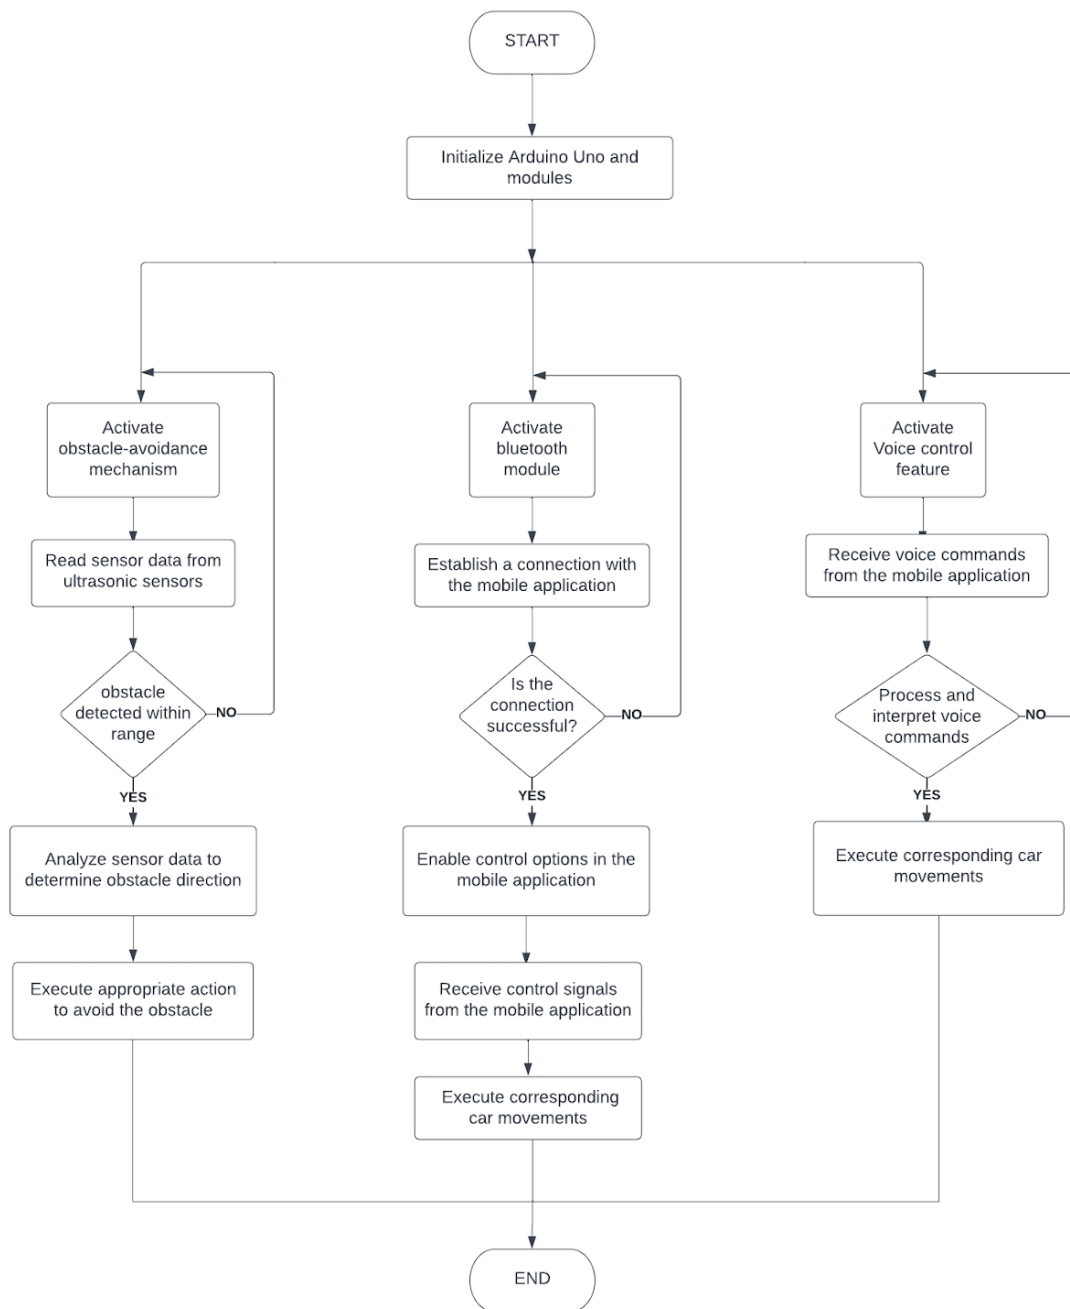 START
Initialize Arduino Uno and
modules
Activate
obstacle-avoidance
mechanism
Read sensor data from
ultrasonic sensors
obstacle
detected within
range
NO
YES
Analyze sensor data to
determine obstacle direction
Execute appropriate action
to avoid the obstacle
Activate
bluetooth
module
Establish a connection with
the mobile application
Is the
connection
successful?
NO
YES
Enable control options in the
mobile application
Receive control signals
from the mobile application
Execute corresponding
car movements
Activate
Voice control
feature
Receive voice commands
from the mobile application
Process and
interpret voice
commands
NO
YES
Execute corresponding car
movements
END